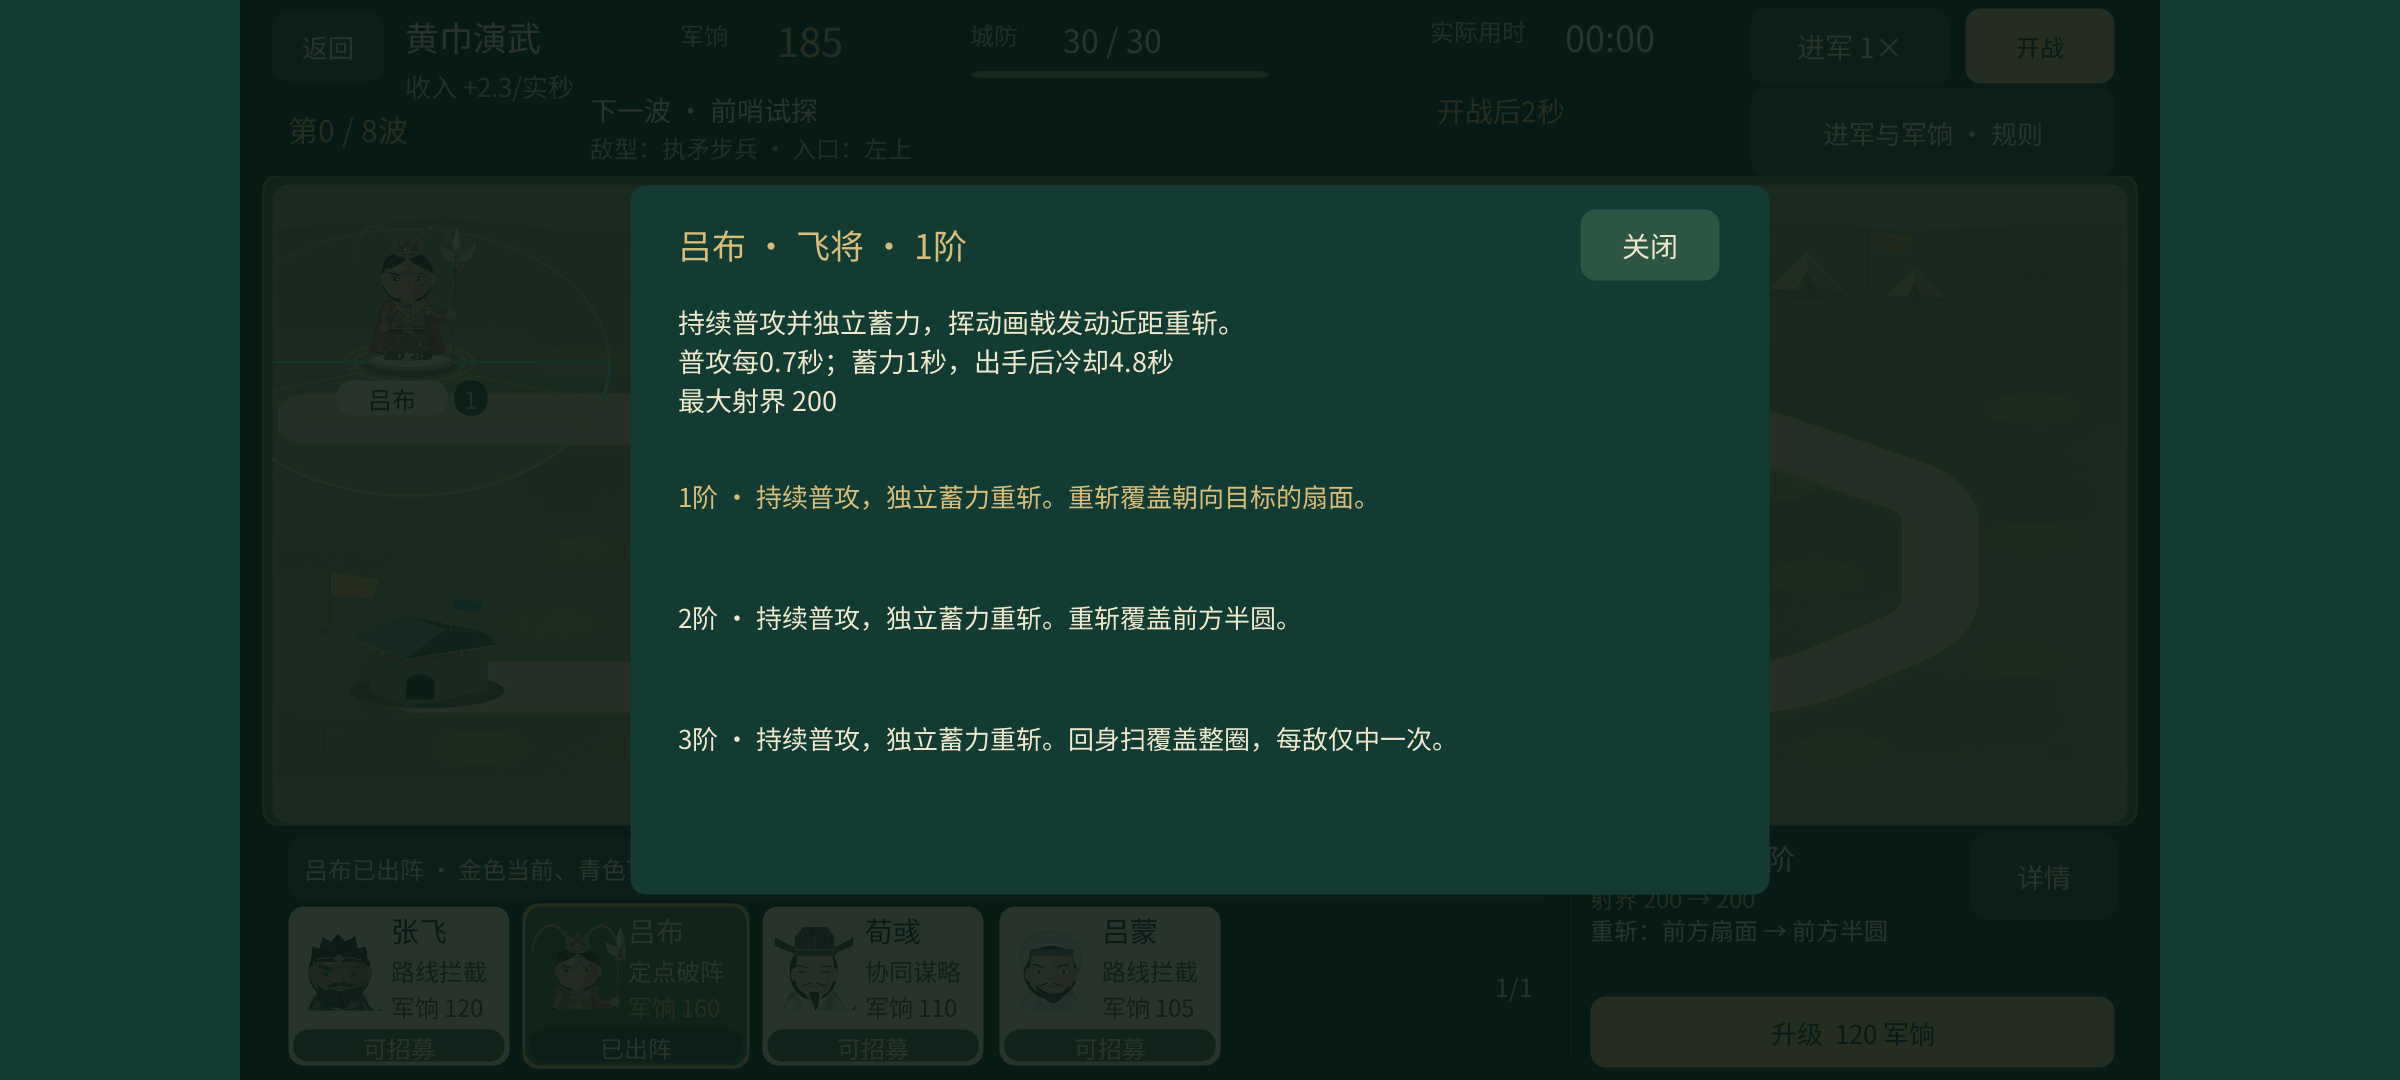 返回
黄巾演武
收入 +2.3/实秒
军饷 185
城防 30 / 30
实际用时 00:00
进军 1×
开战
第0 / 8波
下一波 · 前哨试探
敌型：执矛步兵 · 入口：左上
开战后2秒
进军与军饷 · 规则
吕布 · 飞将 · 1阶
关闭
持续普攻并独立蓄力，挥动画戟发动近距重斩。
普攻每0.7秒；蓄力1秒，出手后冷却4.8秒
最大射界 200
1阶 · 持续普攻，独立蓄力重斩。重斩覆盖朝向目标的扇面。
2阶 · 持续普攻，独立蓄力重斩。重斩覆盖前方半圆。
3阶 · 持续普攻，独立蓄力重斩。回身扫覆盖整圈，每敌仅中一次。
吕布 1
吕布已出阵 · 金色当前、青色
张飞
路线拦截
军饷 120
可招募
吕布
定点破阵
军饷 160
已出阵
荀彧
协同谋略
军饷 110
可招募
吕蒙
路线拦截
军饷 105
可招募
1/1
阶
射界 200 → 200
重斩：前方扇面 → 前方半圆
详情
升级 120 军饷